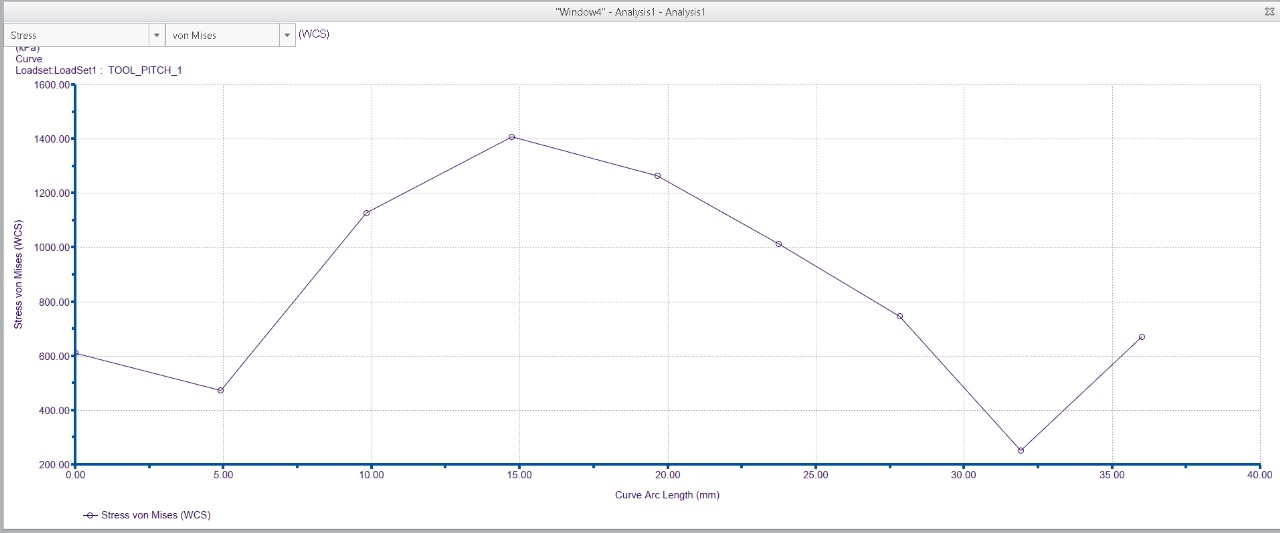 "Window4" - Analysis1 - Analysis1
Stress von Mises (WCS)
(kPa)
Curve
Loadset:LoadSet1 : TOOL_PITCH_1
1600.00
1400.00
1200.00
1000.00
800.00
600.00
400.00
200.00
Stress von Mises (WCS)
0.00 5.00 10.00 15.00 20.00 25.00 30.00 35.00 40.00
Curve Arc Length (mm)
Stress von Mises (WCS)